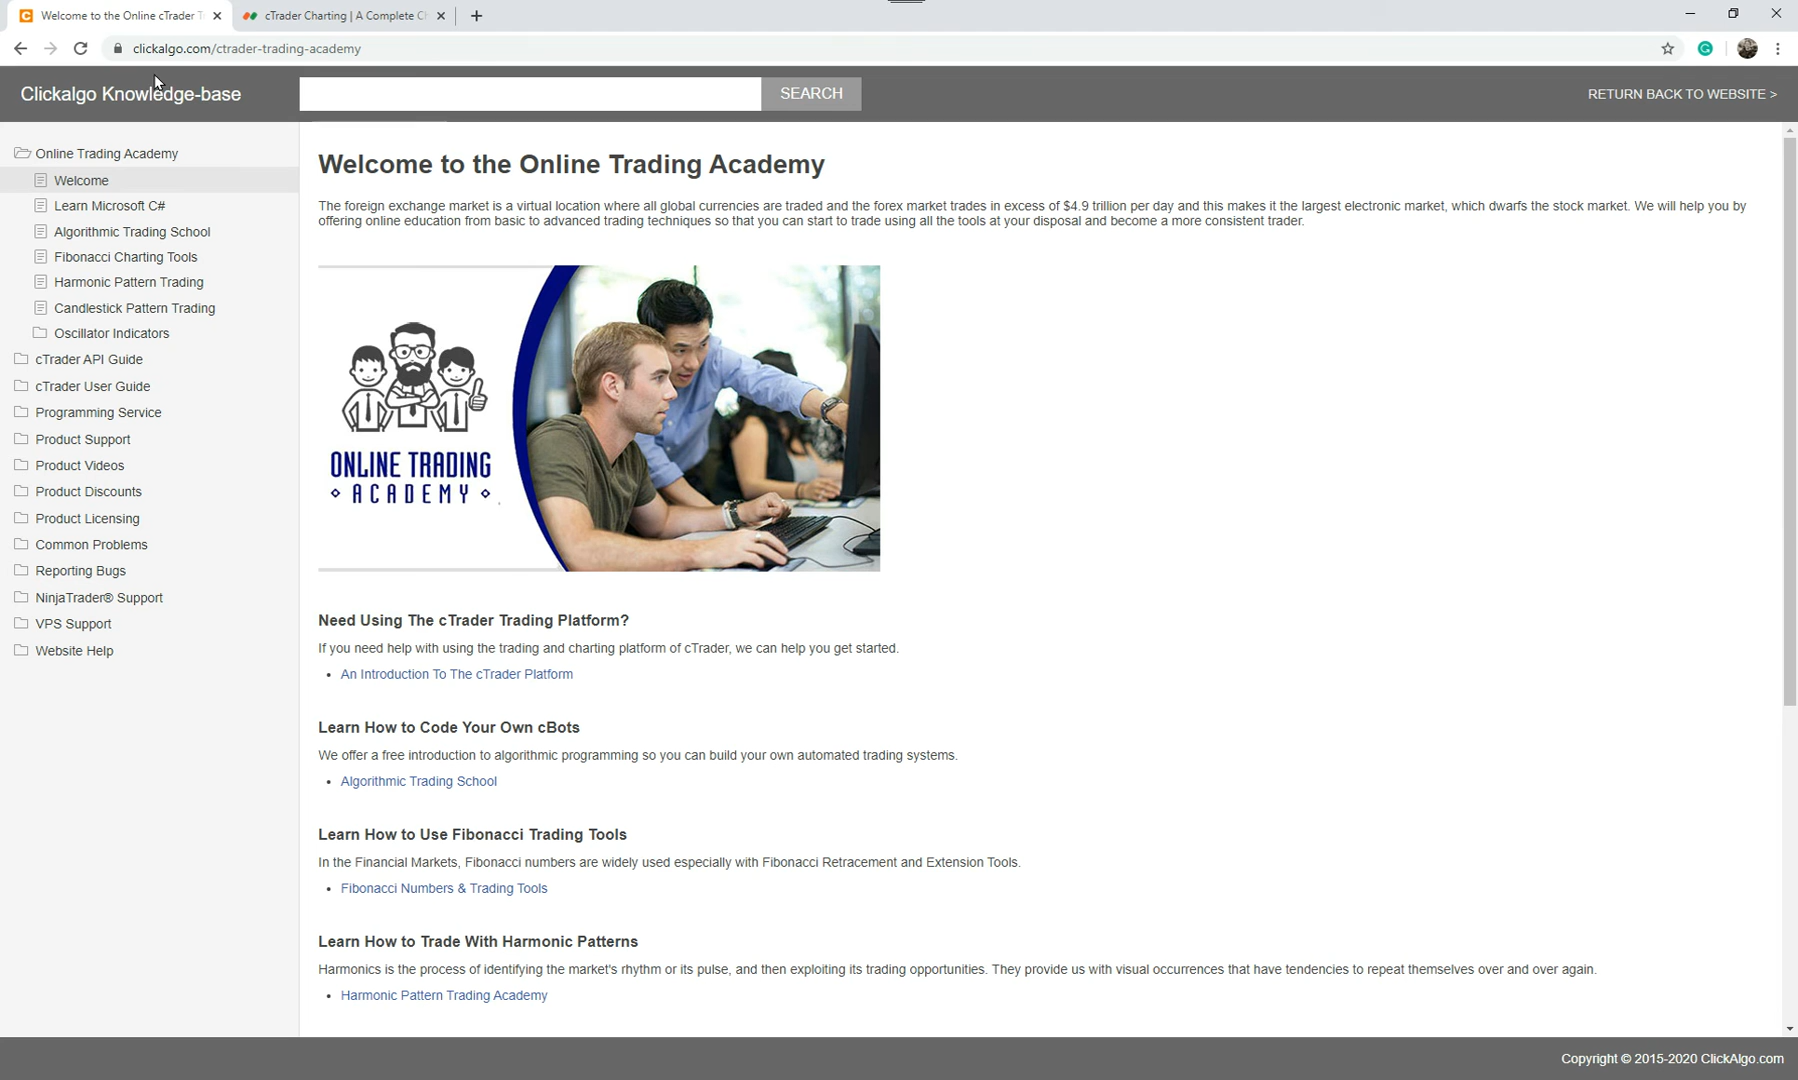 Welcome to the Online cTrader T
cTrader Charting | A Complete Ch
clickalgo.com/ctrader-trading-academy
Clickalgo Knowledge-base
SEARCH
RETURN BACK TO WEBSITE >
Online Trading Academy
Welcome
Learn Microsoft C#
Algorithmic Trading School
Fibonacci Charting Tools
Harmonic Pattern Trading
Candlestick Pattern Trading
Oscillator Indicators
cTrader API Guide
cTrader User Guide
Programming Service
Product Support
Product Videos
Product Discounts
Product Licensing
Common Problems
Reporting Bugs
NinjaTrader® Support
VPS Support
Website Help
Welcome to the Online Trading Academy
The foreign exchange market is a virtual location where all global currencies are traded and the forex market trades in excess of $4.9 trillion per day and this makes it the largest electronic market, which dwarfs the stock market. We will help you by
offering online education from basic to advanced trading techniques so that you can start to trade using all the tools at your disposal and become a more consistent trader.
ONLINE TRADING
ACADEMY
Need Using The cTrader Trading Platform?
If you need help with using the trading and charting platform of cTrader, we can help you get started.
• An Introduction To The cTrader Platform
Learn How to Code Your Own cBots
We offer a free introduction to algorithmic programming so you can build your own automated trading systems.
• Algorithmic Trading School
Learn How to Use Fibonacci Trading Tools
In the Financial Markets, Fibonacci numbers are widely used especially with Fibonacci Retracement and Extension Tools.
• Fibonacci Numbers & Trading Tools
Learn How to Trade With Harmonic Patterns
Harmonics is the process of identifying the market's rhythm or its pulse, and then exploiting its trading opportunities. They provide us with visual occurrences that have tendencies to repeat themselves over and over again.
• Harmonic Pattern Trading Academy
Copyright © 2015-2020 ClickAlgo.com